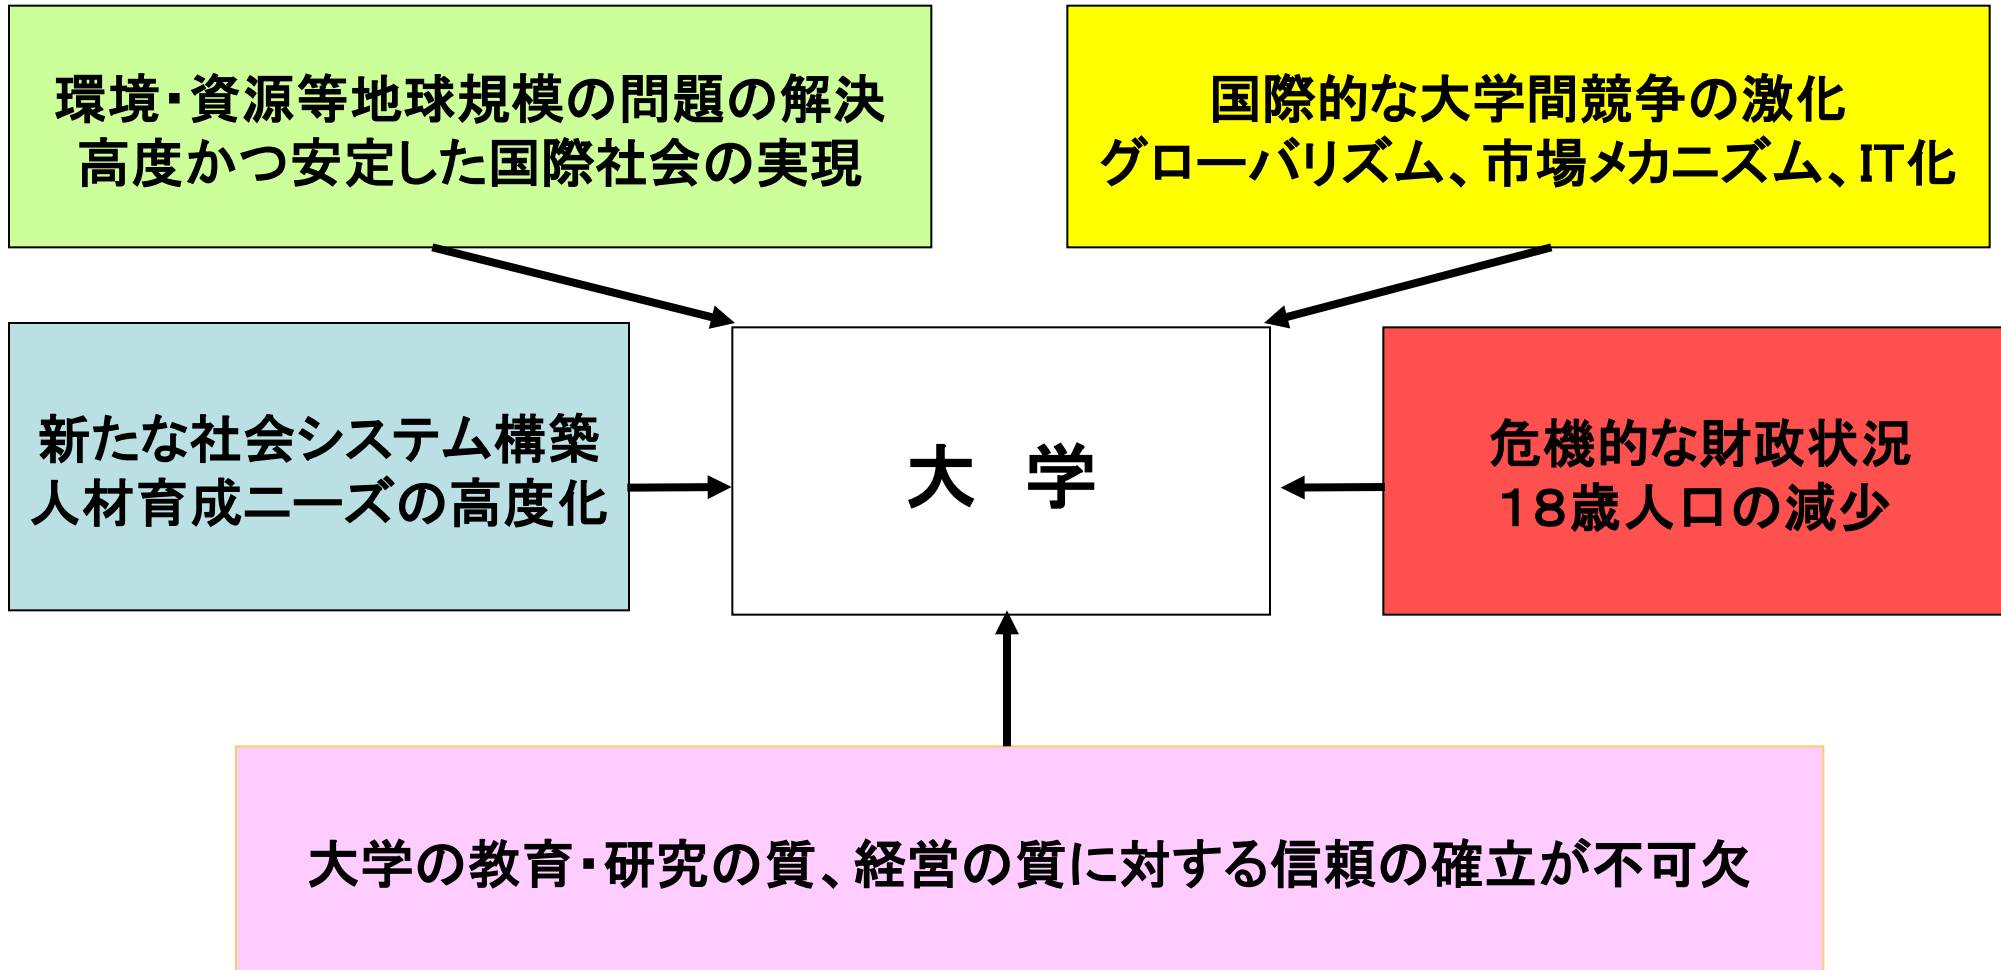 環境・資源等地球規模の問題の解決
高度かつ安定した国際社会の実現
国際的な大学間競争の激化
グローバリズム、市場メカニズム、IT化
新たな社会システム構築
人材育成ニーズの高度化
大　学
危機的な財政状況
１８歳人口の減少
大学の教育・研究の質、経営の質に対する信頼の確立が不可欠